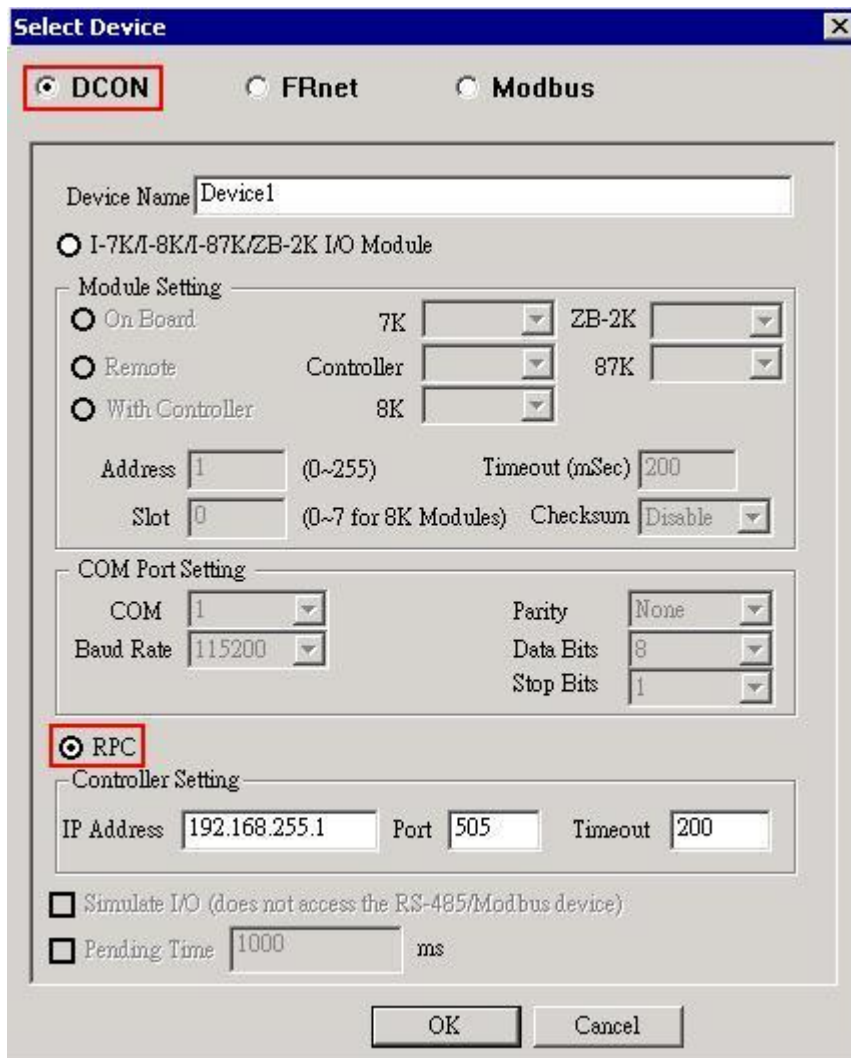 Select Device
DCON FRnet Modbus
Device Name Device1
I-7K/I-8K/I-87K/ZB-2K I/O Module
Module Setting
On Board 7K ZB-2K
Remote Controller 87K
With Controller 8K
Address 1 (0~255) Timeout (mSec) 200
Slot 0 (0~7 for 8K Modules) Checksum Disable
COM Port Setting
COM 1 Parity None
Baud Rate 115200 Data Bits 8
Stop Bits 1
RPC
Controller Setting
IP Address 192.168.255.1 Port 505 Timeout 200
Simulate I/O (does not access the RS-485/Modbus device)
Pending Time 1000 ms
OK Cancel